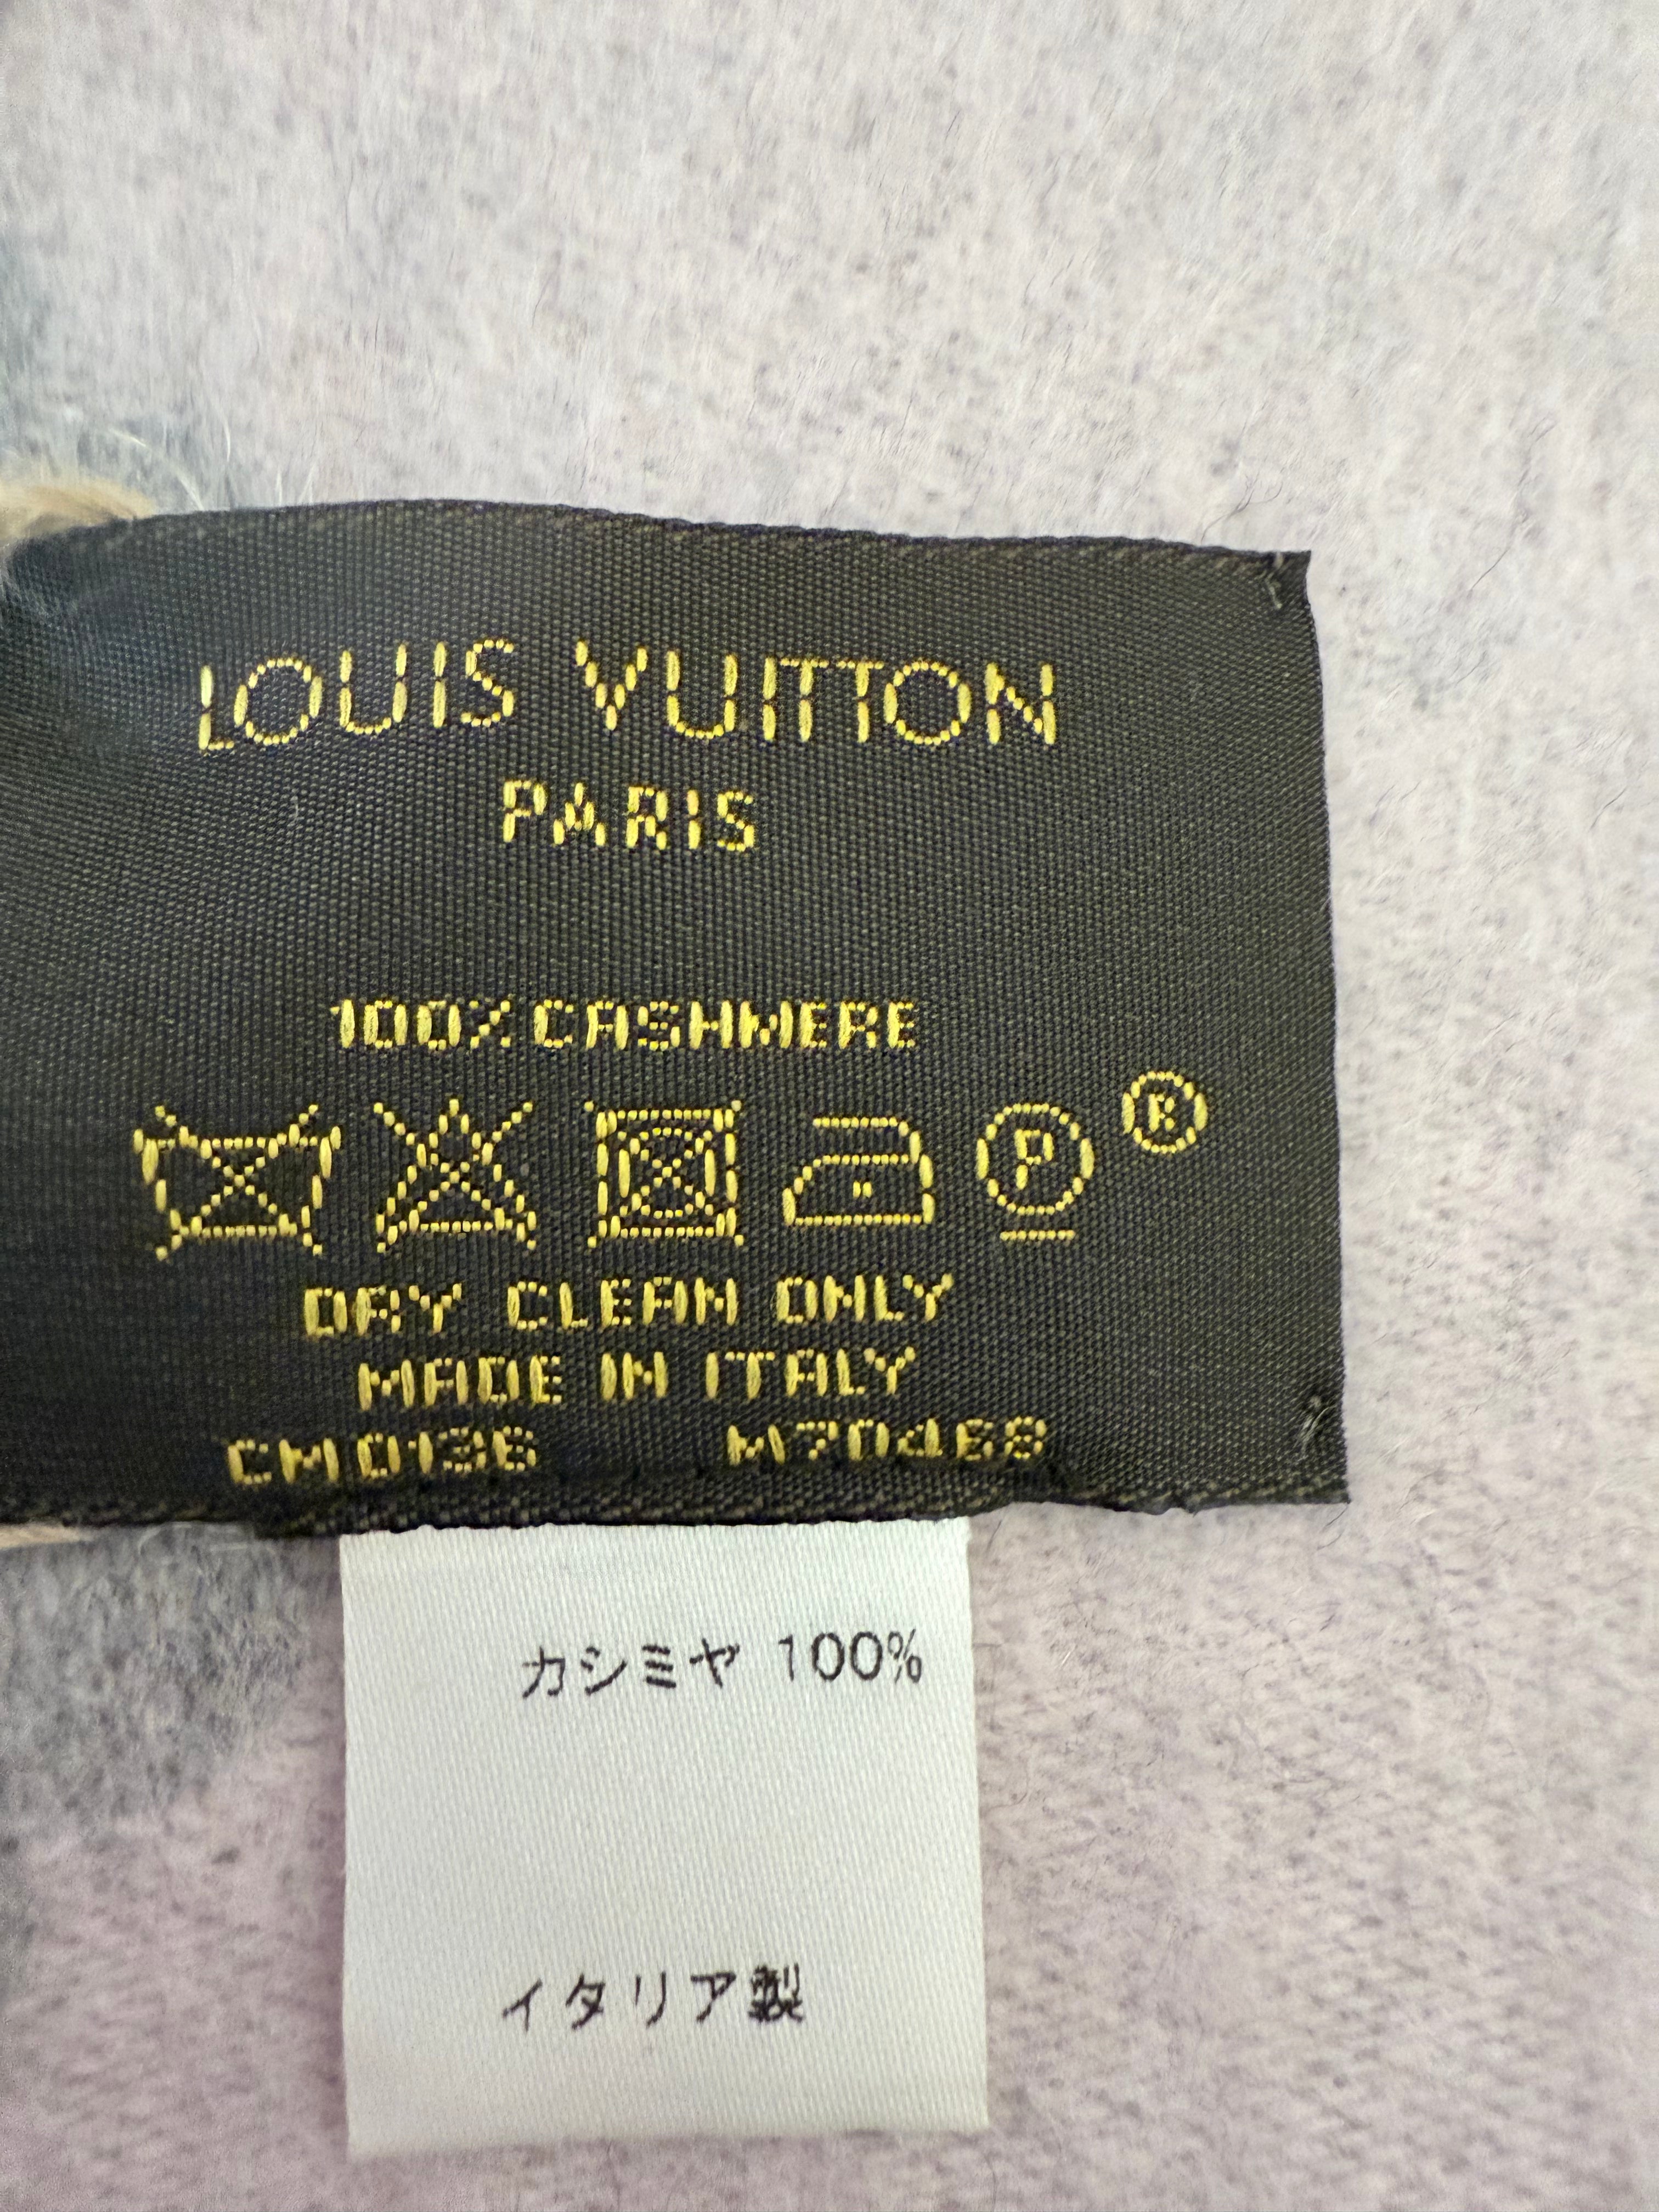 LOUIS VUITTON
PARIS
100% CASHMERE
P ®
DRY CLEAN ONLY
MADE IN ITALY
CM0136 M70468
カシミヤ 100%
イタリア製